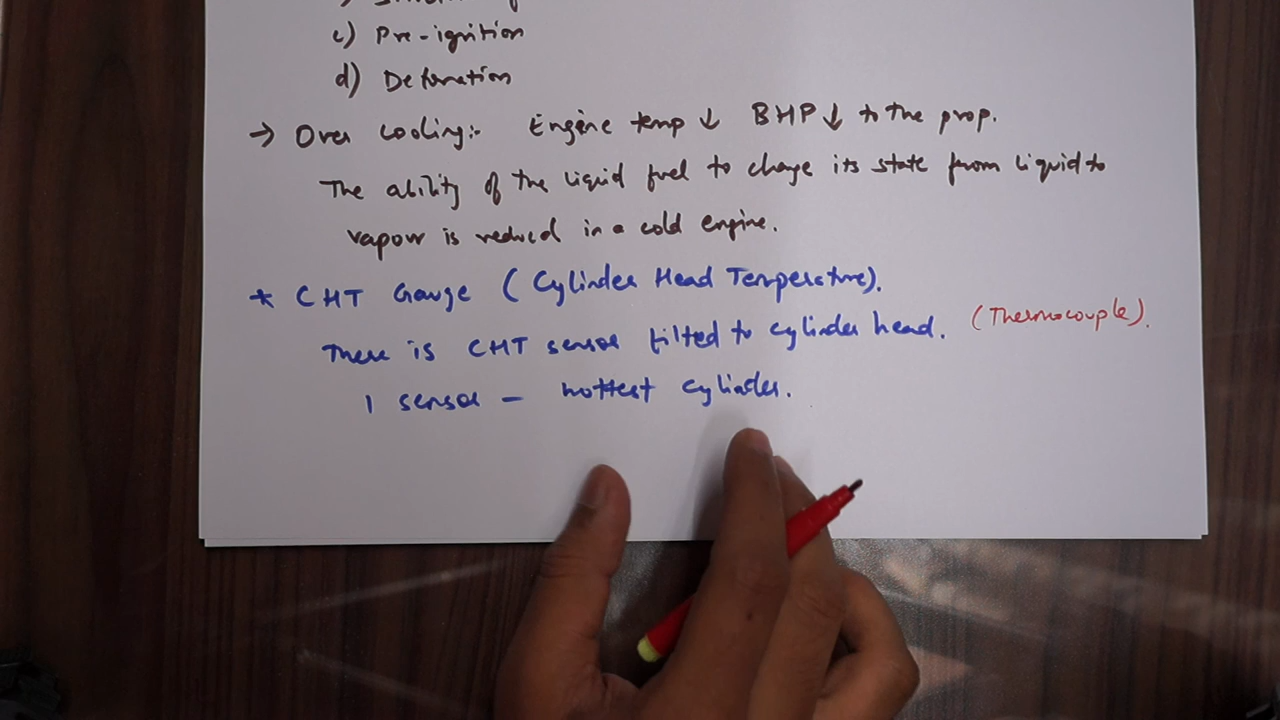 c) Pre-ignition
d) Detonation
→ Over cooling:- Engine temp ↓ BHP ↓ to the prop.
The ability of the liquid fuel to change its state from liquid to
vapour is reduced in a cold engine.
* CHT Gauge (Cylinder Head Temperature).
There is CHT sensor fitted to cylinder head. (Thermocouple).
1 sensor – hottest cylinder.